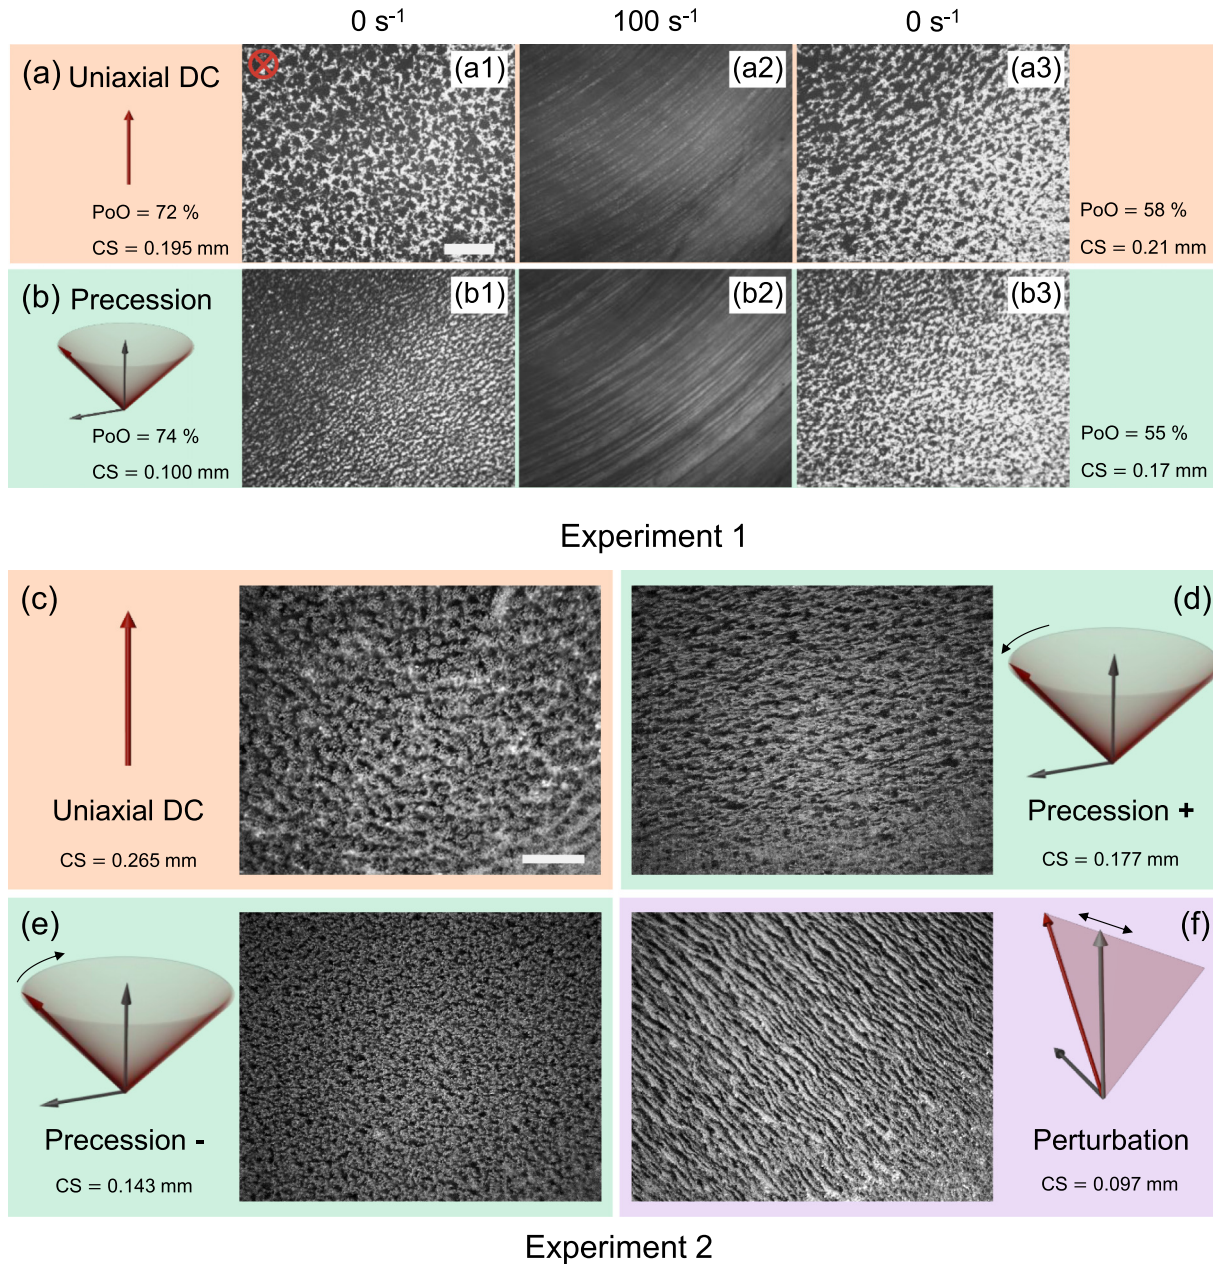 0 s⁻¹ 100 s⁻¹ 0 s⁻¹
(a) Uniaxial DC
(a1) (a2) (a3)
PoO = 72 %
CS = 0.195 mm
PoO = 58 %
CS = 0.21 mm
(b) Precession
(b1) (b2) (b3)
PoO = 74 %
CS = 0.100 mm
PoO = 55 %
CS = 0.17 mm
Experiment 1
(c)
Uniaxial DC
CS = 0.265 mm
(d)
Precession +
CS = 0.177 mm
(e)
Precession -
CS = 0.143 mm
(f)
Perturbation
CS = 0.097 mm
Experiment 2